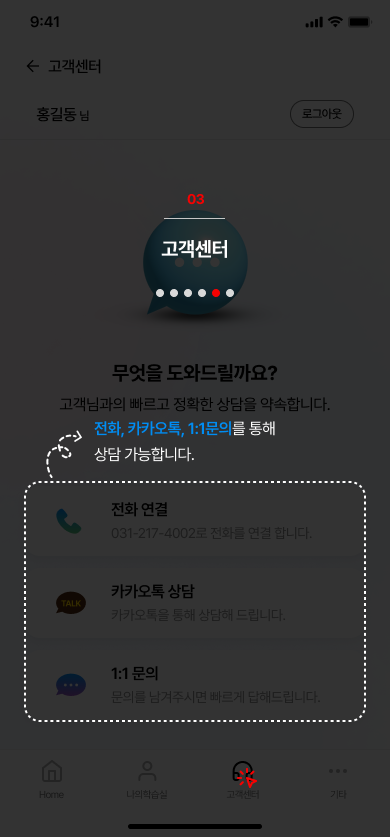 9:41
고객센터
홍길동 님
로그아웃
03
고객센터
무엇을 도와드릴까요?
고객님과의 빠르고 정확한 상담을 약속합니다.
전화, 카카오톡, 1:1문의를 통해
상담 가능합니다.
전화 연결
031-217-4002로 전화를 연결 합니다.
TALK
카카오톡 상담
카카오톡을 통해 상담해 드립니다.
1:1 문의
문의를 남겨주시면 빠르게 답해드립니다.
Home
나의학습실
고객센터
기타